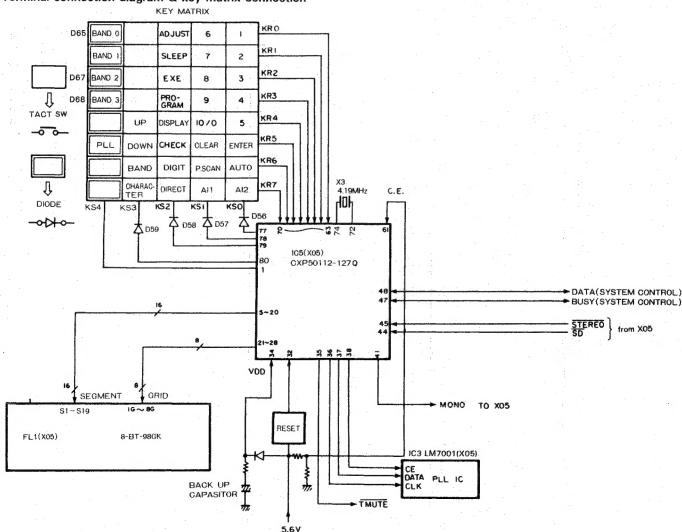 Terminal connection diagram & key matrix connection
KEY MATRIX
D65 BAND 0 ADJUST 6 1 KR0
BAND 1 SLEEP 7 2 KR1
D67 BAND 2 EXE 8 3 KR2
D68 BAND 3 PRO-GRAM 9 4 KR3
UP DISPLAY 10/0 5 KR4
PLL DOWN CHECK CLEAR ENTER KR5
BAND DIGIT P.SCAN AUTO KR6
CHARAC-TER DIRECT AI1 AI2 KR7
TACT SW
DIODE
KS4 KS3 KS2 KS1 KS0
D59 D58 D57 D56
X3
4.19MHz
C.E.
77
78
79
80
1
70 63 74 72 61
IC5(X05)
CXP50112-127Q
48 DATA(SYSTEM CONTROL)
47 BUSY(SYSTEM CONTROL)
45 STEREO
44 SD
from X05
16 5~20
8 21~28
34 32 35 36 37 38 41
VDD
MONO TO X05
16 SEGMENT
8 GRID
S1~S19 1G~8G
FL1(X05) 8-BT-98GK
RESET
IC3 LM7001(X05)
CE
DATA PLL IC
CLK
BACK UP
CAPASITOR
TMUTE
5.6V